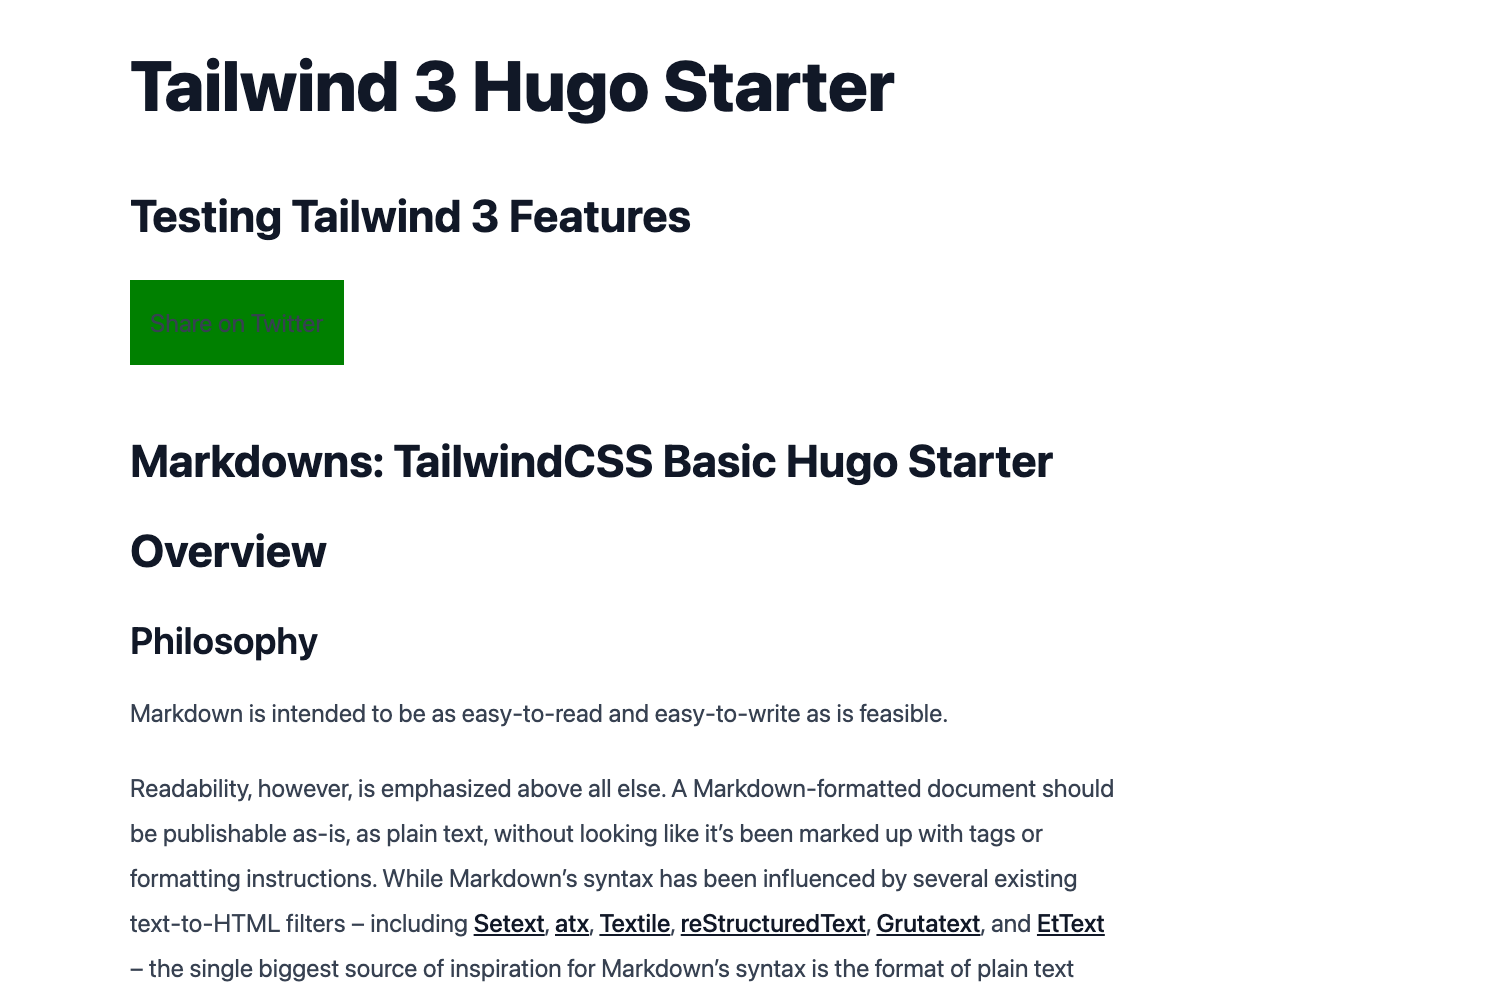 Tailwind 3 Hugo Starter
Testing Tailwind 3 Features
Share on Twitter
Markdowns: TailwindCSS Basic Hugo Starter
Overview
Philosophy
Markdown is intended to be as easy-to-read and easy-to-write as is feasible.
Readability, however, is emphasized above all else. A Markdown-formatted document should
be publishable as-is, as plain text, without looking like it’s been marked up with tags or
formatting instructions. While Markdown’s syntax has been influenced by several existing
text-to-HTML filters – including Setext, atx, Textile, reStructuredText, Grutatext, and EtText
– the single biggest source of inspiration for Markdown’s syntax is the format of plain text